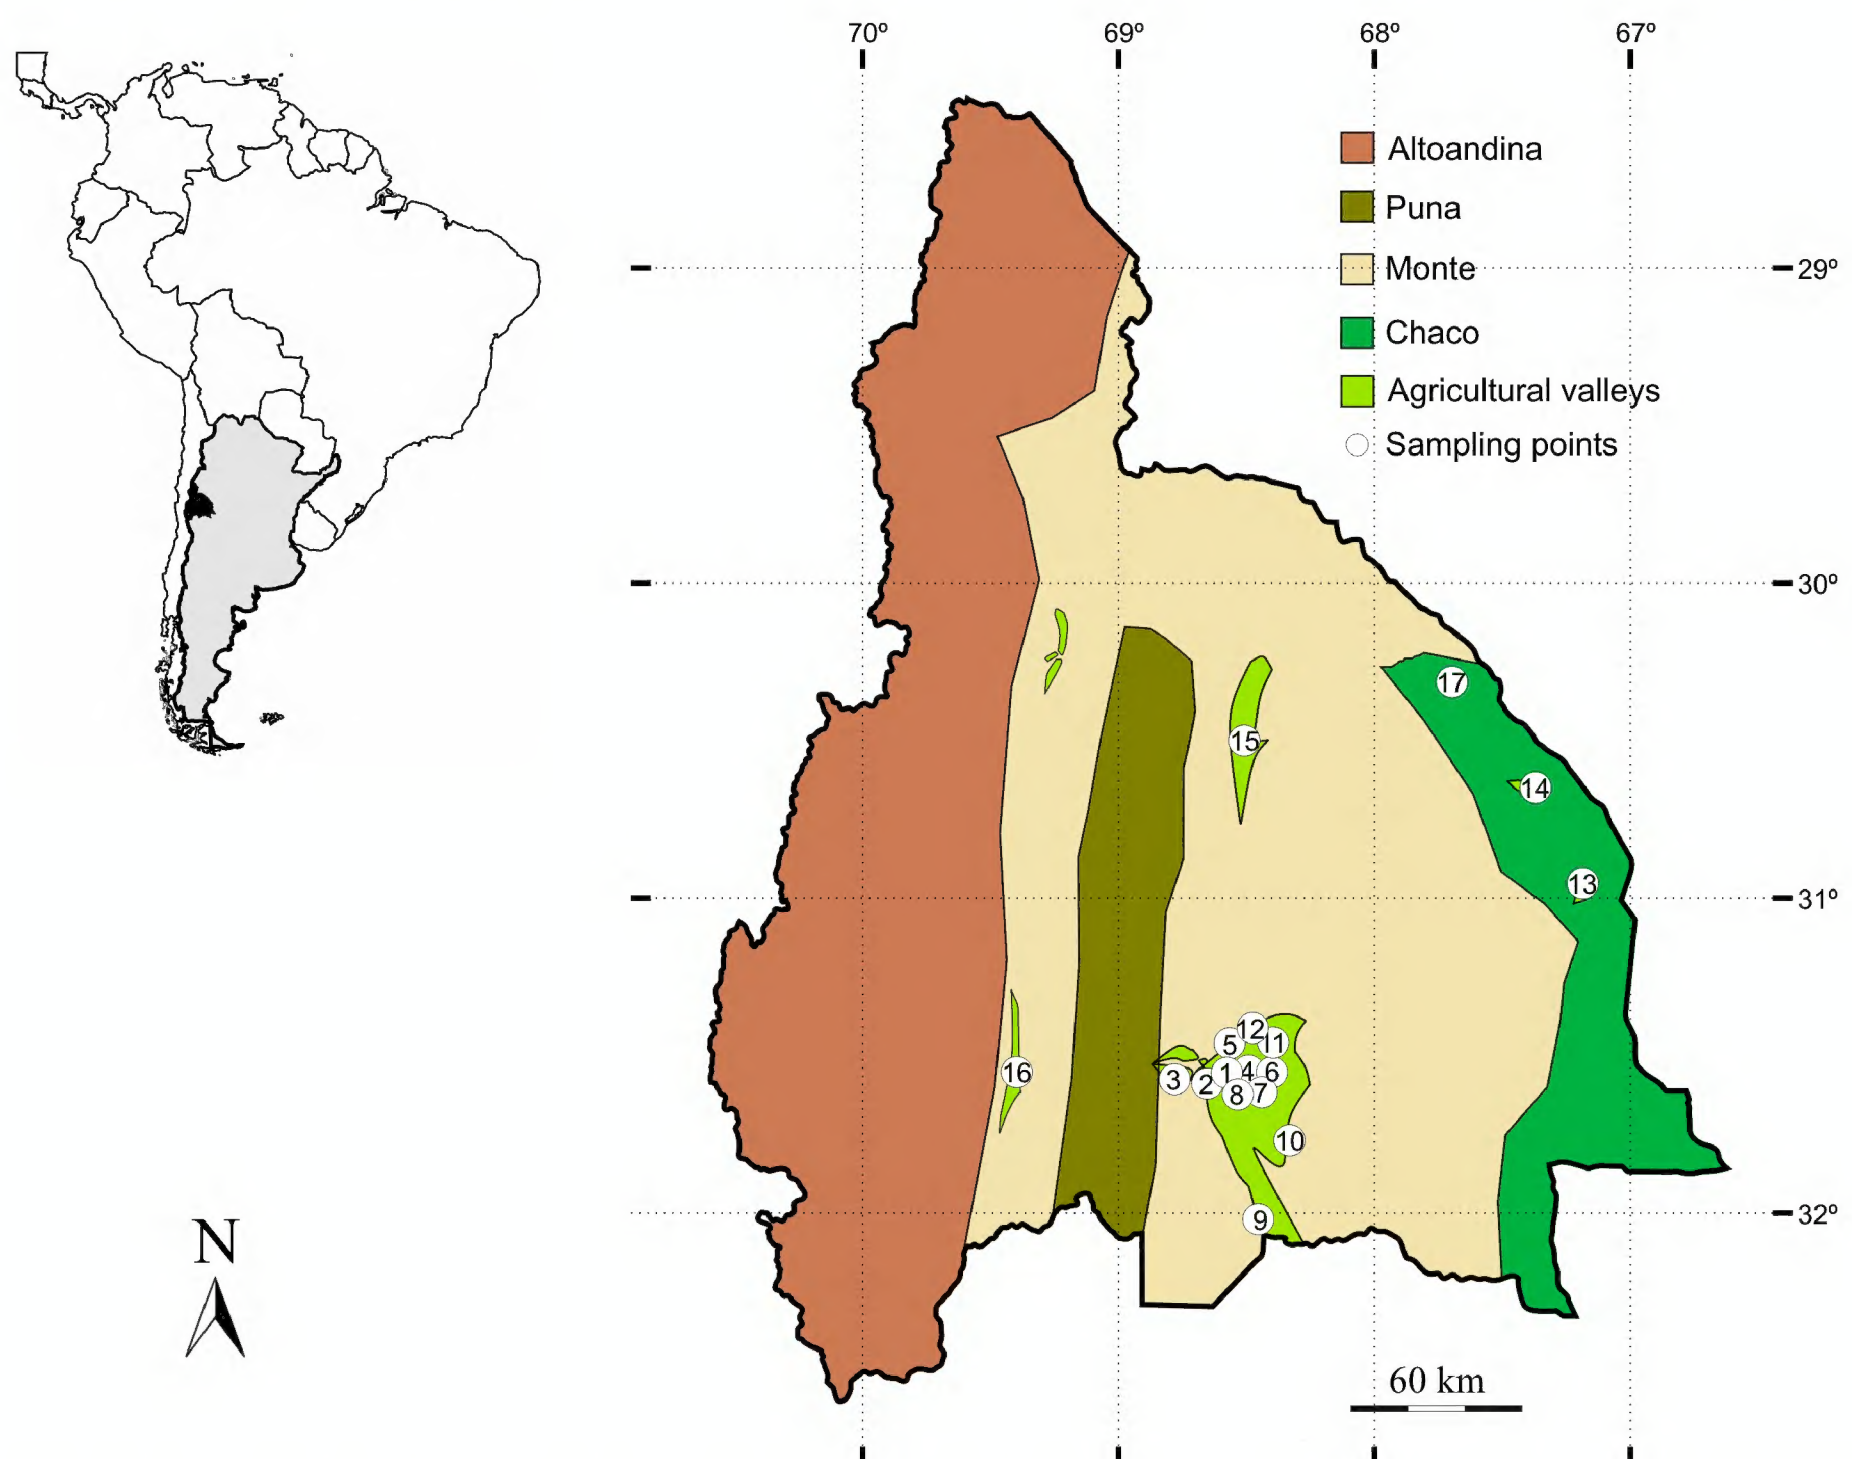 70º 69º 68º 67º
Altoandina
Puna
Monte
29º
Chaco
Agricultural valleys
Sampling points
30º
17
15
14
13
31º
12
5 11
16 3 2 1 4 6
8 7
10
32º
9
N
60 km